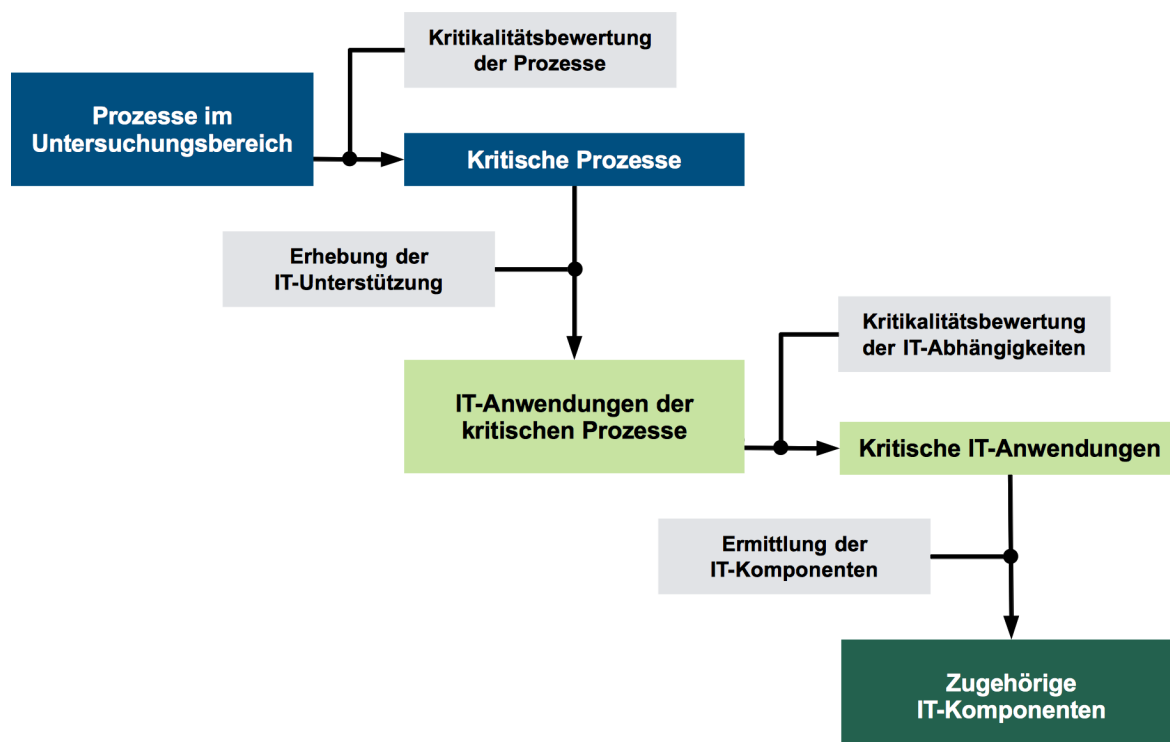 Kritikalitätsbewertung
der Prozesse
Prozesse im
Untersuchungsbereich
Kritische Prozesse
Erhebung der
IT-Unterstützung
Kritikalitätsbewertung
der IT-Abhängigkeiten
IT-Anwendungen der
kritischen Prozesse
Kritische IT-Anwendungen
Ermittlung der
IT-Komponenten
Zugehörige
IT-Komponenten